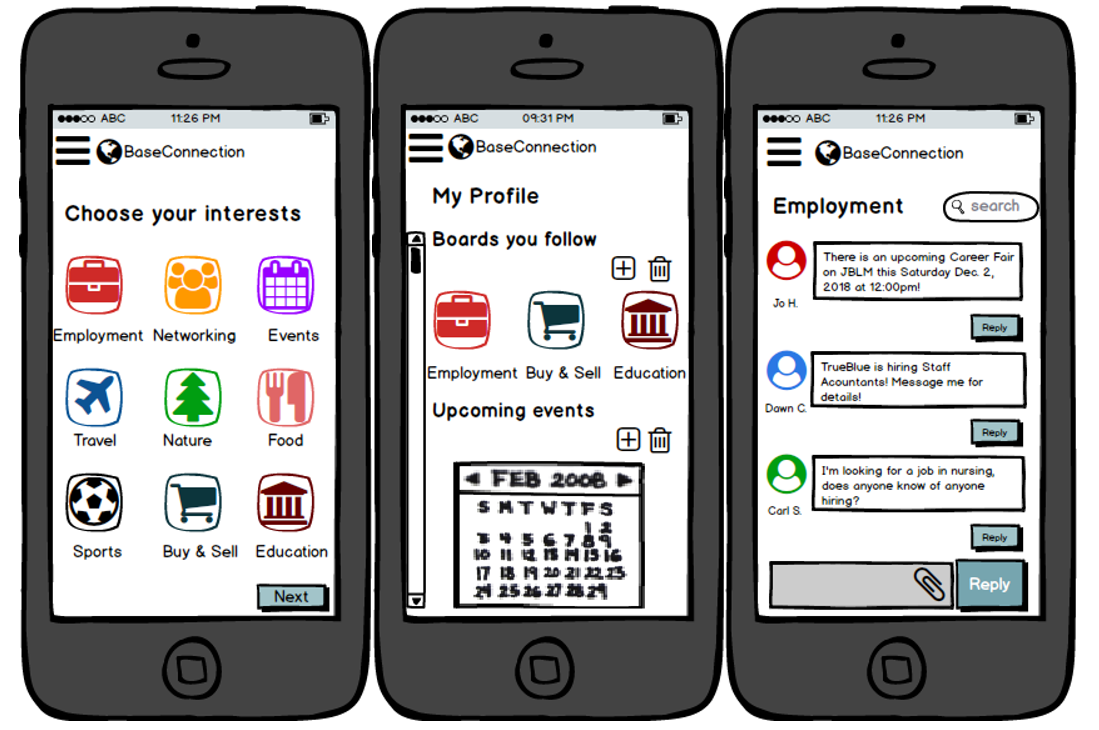 ABC 11:26 PM
BaseConnection
Choose your interests
Employment Networking Events
Travel Nature Food
Sports Buy & Sell Education
Next
ABC 09:31 PM
BaseConnection
My Profile
Boards you follow
Employment Buy & Sell Education
Upcoming events
FEB 2008
S M T W T F S
1 2
3 4 5 6 7 8 9
10 11 12 13 14 15 16
17 18 19 20 21 22 23
24 25 26 27 28 29
ABC 11:26 PM
BaseConnection
Employment
search
There is an upcoming Career Fair
on JBLM this Saturday Dec. 2,
2018 at 12:00pm!
Jo H.
Reply
TrueBlue is hiring Staff
Acountants! Message me for
details!
Dawn C.
Reply
I'm looking for a job in nursing,
does anyone know of anyone
hiring?
Carl S.
Reply
Reply